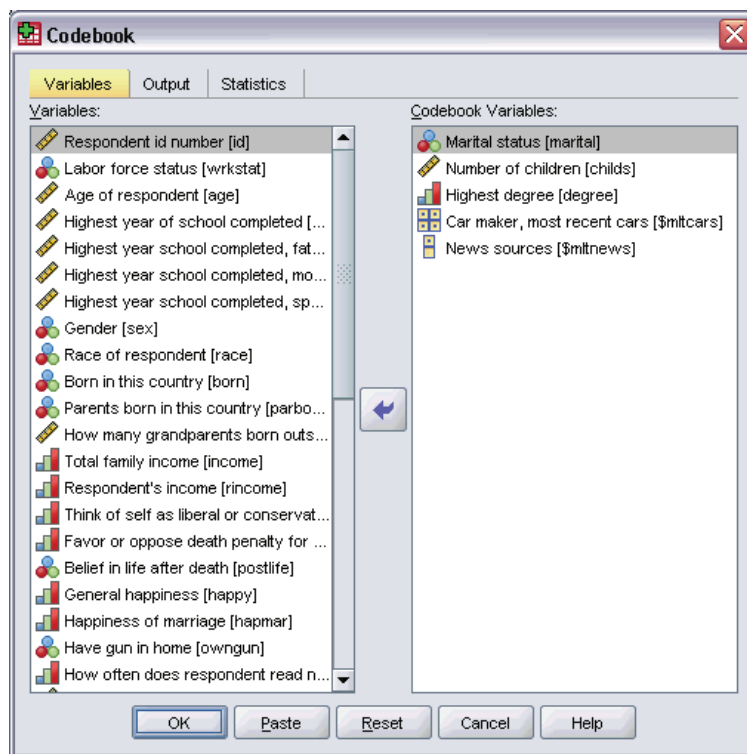 Codebook
Variables Output Statistics
Variables:
Respondent id number [id]
Labor force status [wrkstat]
Age of respondent [age]
Highest year of school completed [...
Highest year school completed, fat...
Highest year school completed, mo...
Highest year school completed, sp...
Gender [sex]
Race of respondent [race]
Born in this country [born]
Parents born in this country [parbo...
How many grandparents born outs...
Total family income [income]
Respondent's income [rincome]
Think of self as liberal or conservat...
Favor or oppose death penalty for ...
Belief in life after death [postlife]
General happiness [happy]
Happiness of marriage [hapmar]
Have gun in home [owngun]
How often does respondent read n...
Codebook Variables:
Marital status [marital]
Number of children [childs]
Highest degree [degree]
Car maker, most recent cars [$mltcars]
News sources [$mltnews]
OK Paste Reset Cancel Help